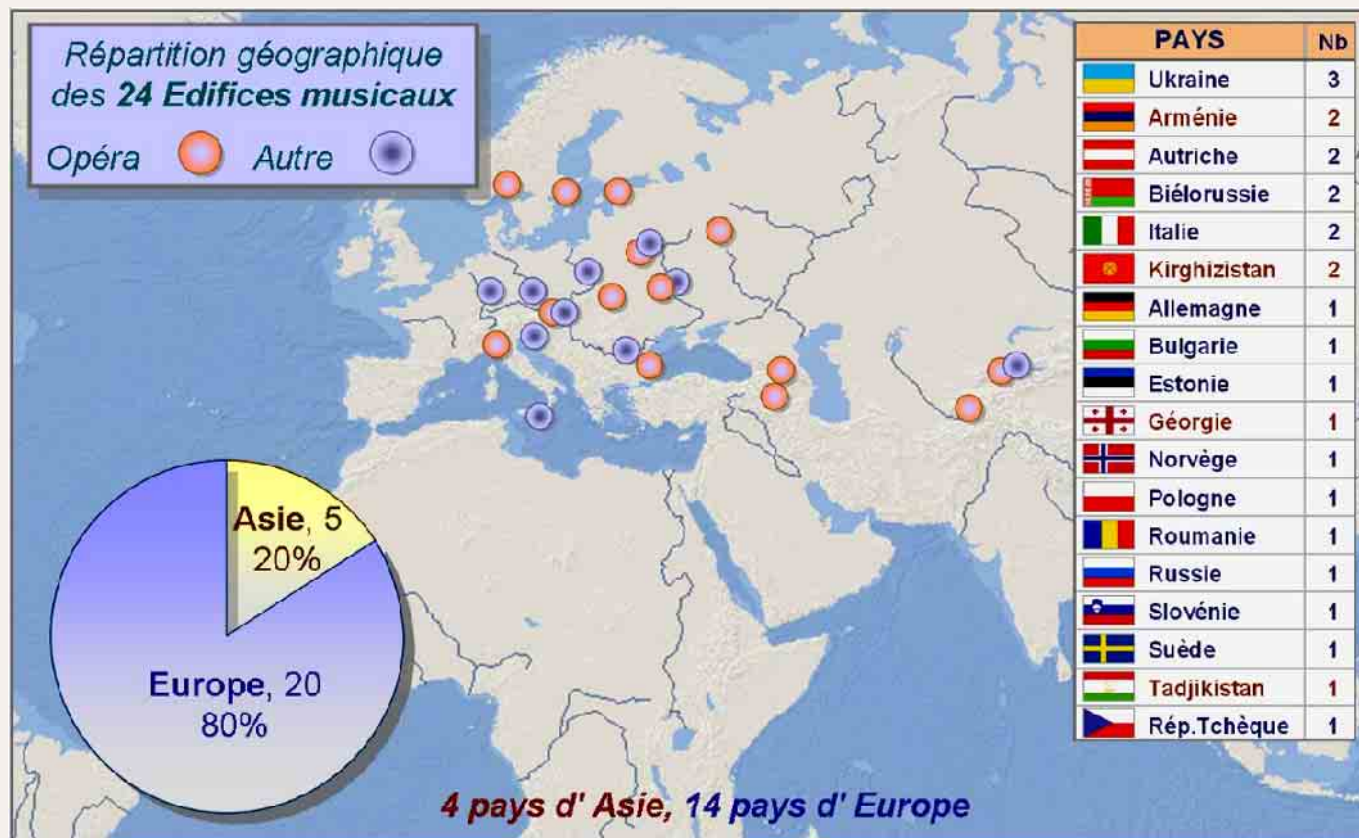 Répartition géographique
des 24 Edifices musicaux
Opéra Autre
PAYS Nb
Ukraine 3
Arménie 2
Autriche 2
Biélorussie 2
Italie 2
Kirghizistan 2
Allemagne 1
Bulgarie 1
Estonie 1
Géorgie 1
Norvège 1
Pologne 1
Roumanie 1
Russie 1
Slovénie 1
Suède 1
Tadjikistan 1
Rép.Tchèque 1
Asie, 5
20%
Europe, 20
80%
4 pays d' Asie, 14 pays d' Europe